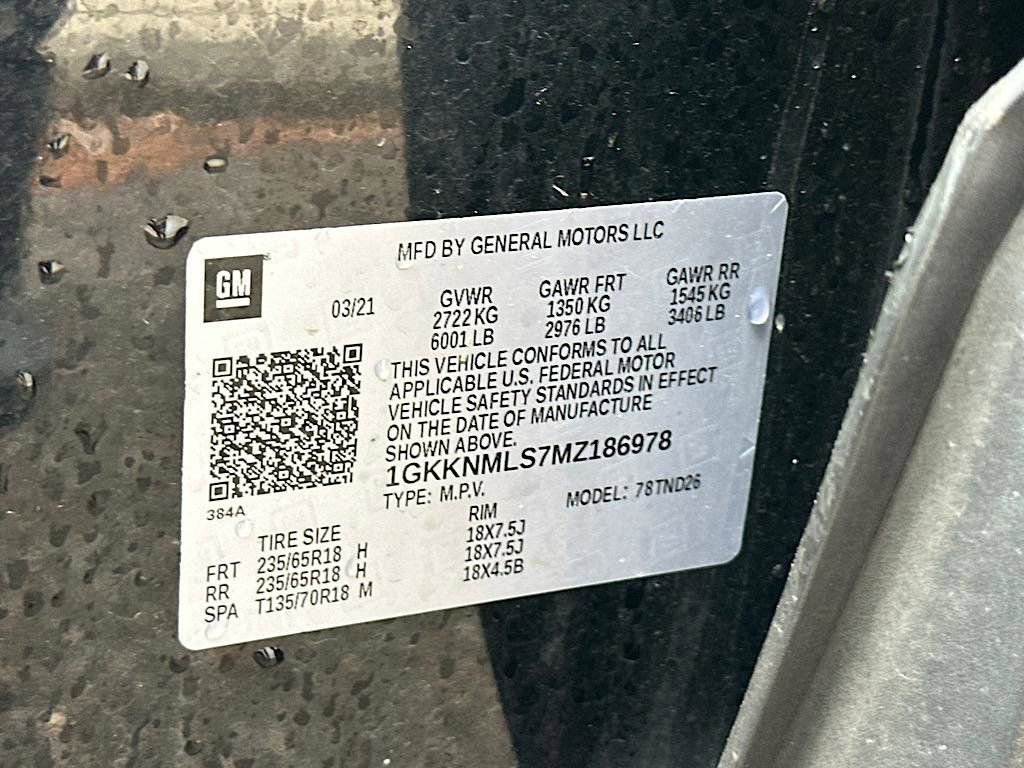 MFD BY GENERAL MOTORS LLC
GM
03/21
GVWR GAWR FRT GAWR RR
2722 KG 1350 KG 1545 KG
6001 LB 2976 LB 3406 LB
THIS VEHICLE CONFORMS TO ALL
APPLICABLE U.S. FEDERAL MOTOR
VEHICLE SAFETY STANDARDS IN EFFECT
ON THE DATE OF MANUFACTURE
SHOWN ABOVE.
1GKKNMLS7MZ186978
TYPE: M.P.V. MODEL: 78TND26
384A
TIRE SIZE RIM
FRT 235/65R18 H 18X7.5J
RR 235/65R18 H 18X7.5J
SPA T135/70R18 M 18X4.5B